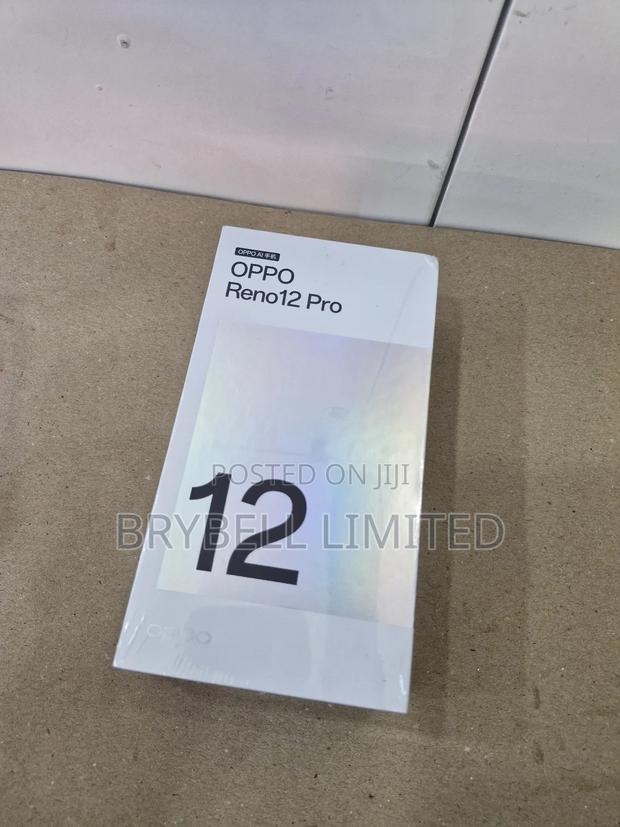 OPPO AI 手机
OPPO
Reno12 Pro
12
POSTED ON JIJI
BRYBELL LIMITED
oppo